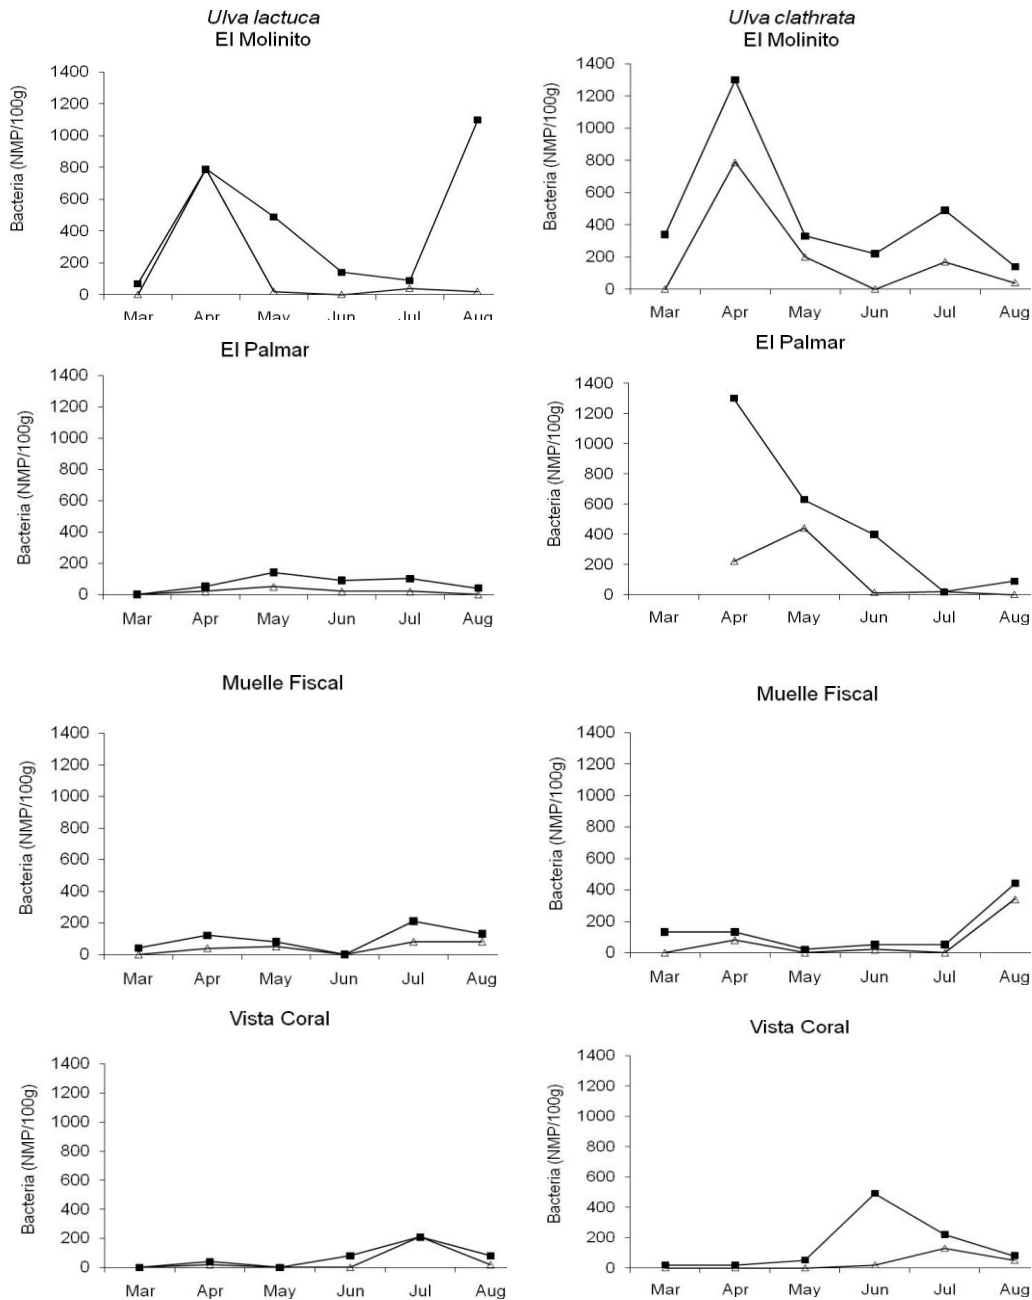 Ulva lactuca
El Molinito
Bacteria (NMP/100g)
1400
1200
1000
800
600
400
200
0
Mar Apr May Jun Jul Aug
Ulva clathrata
El Molinito
Bacteria (NMP/100g)
1400
1200
1000
800
600
400
200
0
Mar Apr May Jun Jul Aug
El Palmar
Bacteria (NMP/100g)
1400
1200
1000
800
600
400
200
0
Mar Apr May Jun Jul Aug
El Palmar
Bacteria (NMP/100g)
1400
1200
1000
800
600
400
200
0
Mar Apr May Jun Jul Aug
Muelle Fiscal
Bacteria (NMP/100g)
1400
1200
1000
800
600
400
200
0
Mar Apr May Jun Jul Aug
Muelle Fiscal
Bacteria (NMP/100g)
1400
1200
1000
800
600
400
200
0
Mar Apr May Jun Jul Aug
Vista Coral
Bacteria (NMP/100g)
1400
1200
1000
800
600
400
200
0
Mar Apr May Jun Jul Aug
Vista Coral
Bacteria (NMP/100g)
1400
1200
1000
800
600
400
200
0
Mar Apr May Jun Jul Aug